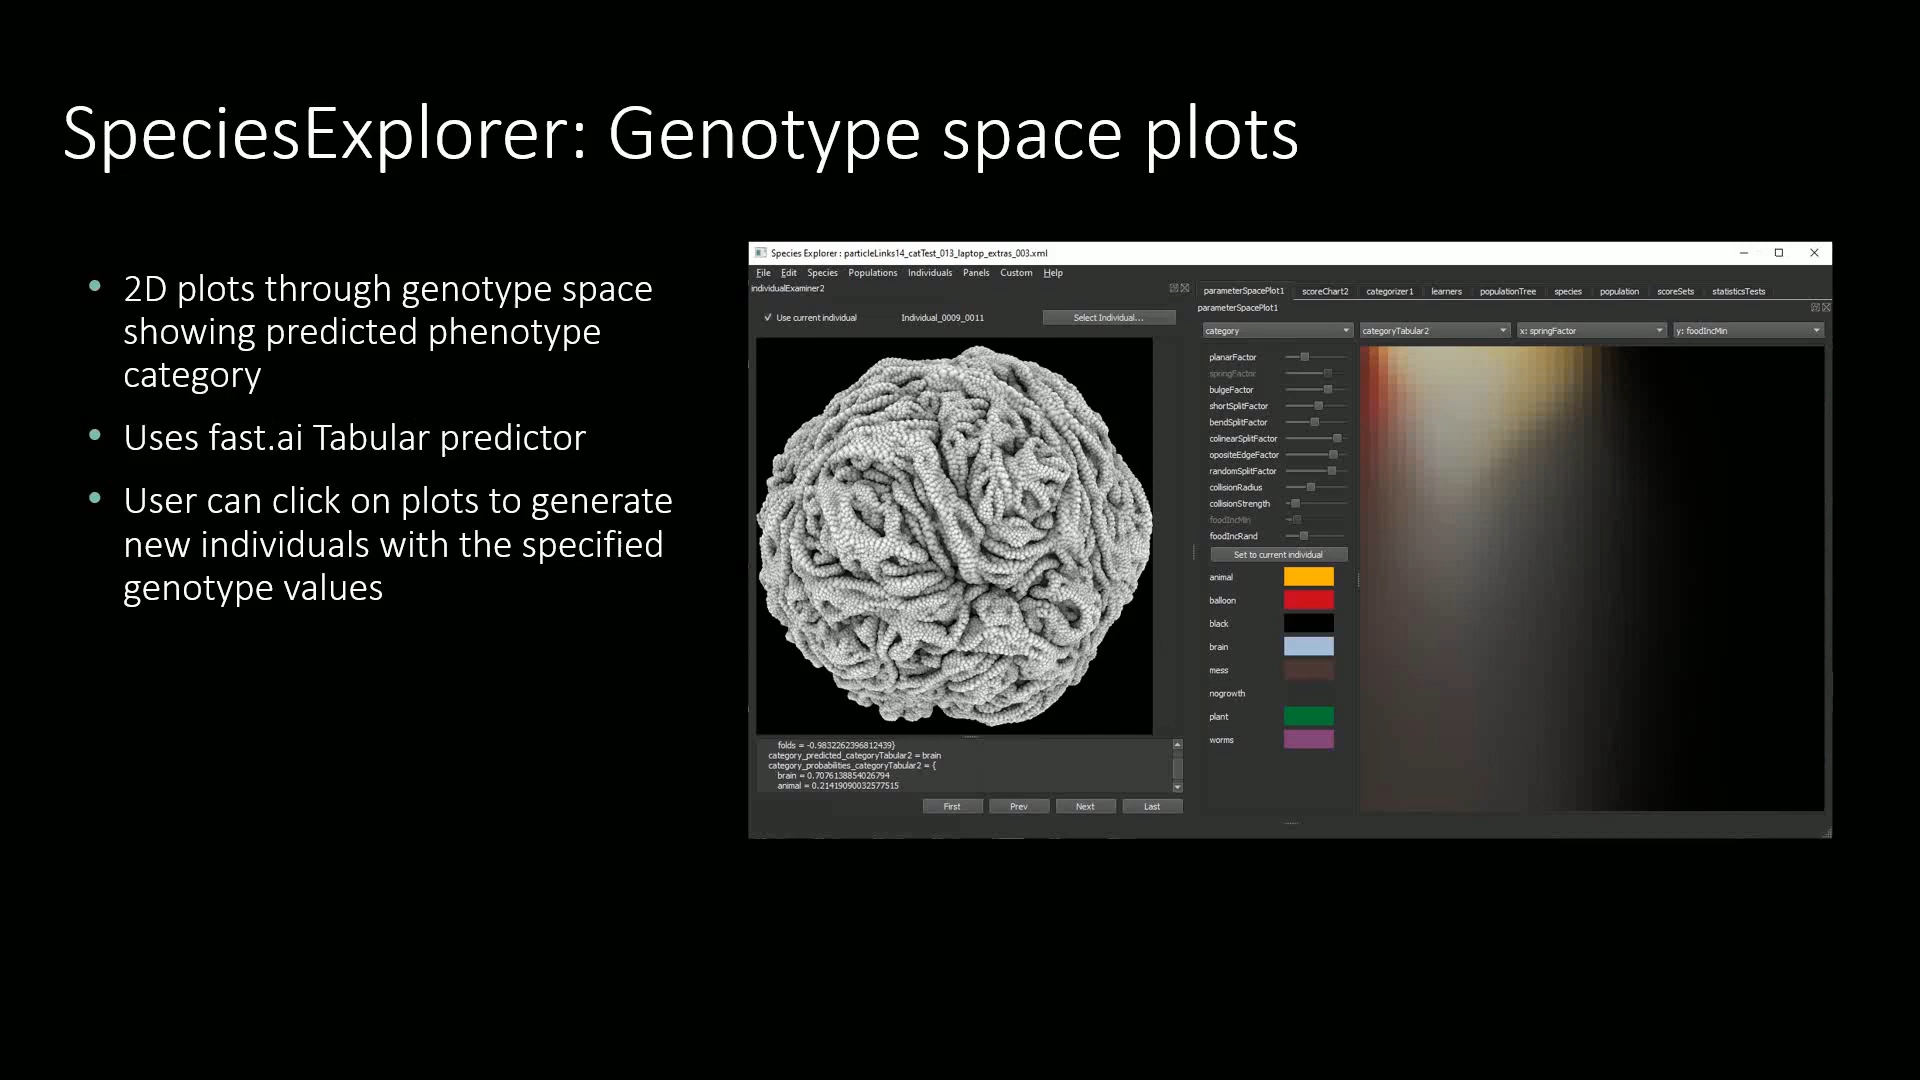 SpeciesExplorer: Genotype space plots
• 2D plots through genotype space
showing predicted phenotype
category
• Uses fast.ai Tabular predictor
• User can click on plots to generate
new individuals with the specified
genotype values
Species Explorer : particleLinks14_catTest_013_laptop_extras_003.xml
File Edit Species Populations Individuals Panels Custom Help
individualExaminer2
Use current individual Individual_0009_0011 Select Individual...
folds = -0.9832262396812439}
category_predicted_categoryTabular2 = brain
category_probabilities_categoryTabular2 = {
brain = 0.7076138854026794
animal = 0.21419090032577515
First Prev Next Last
parameterSpacePlot1 scoreChart2 categorizer1 learners populationTree species population scoreSets statisticsTests
parameterSpacePlot1
category categoryTabular2 x: springFactor y: foodIncMin
planarFactor
springFactor
bulgeFactor
shortSplitFactor
bendSplitFactor
colinearSplitFactor
opositeEdgeFactor
randomSplitFactor
collisionRadius
collisionStrength
foodIncMin
foodIncRand
Set to current individual
animal
balloon
black
brain
mess
nogrowth
plant
worms